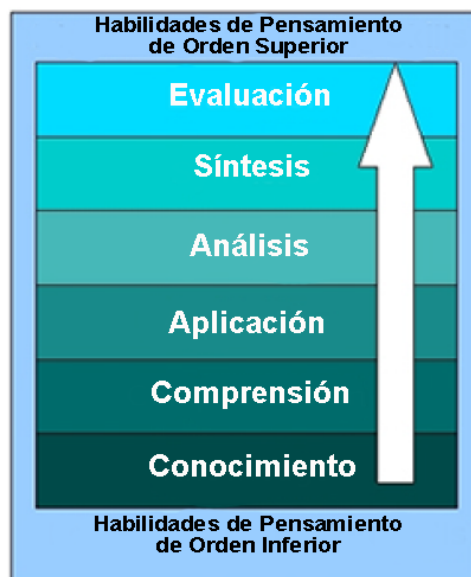 Habilidades de Pensamiento
de Orden Superior
Evaluación
Síntesis
Análisis
Aplicación
Comprensión
Conocimiento
Habilidades de Pensamiento
de Orden Inferior